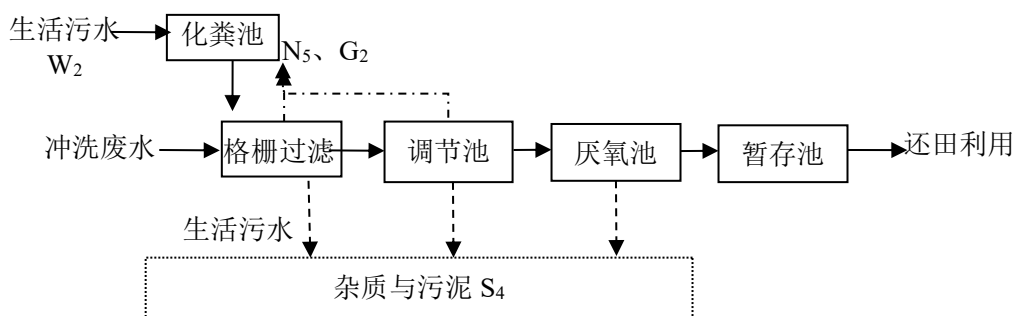 生活污水
W₂
化粪池
N₅、G₂
冲洗废水
格栅过滤
调节池
厌氧池
暂存池
还田利用
生活污水
杂质与污泥 S₄